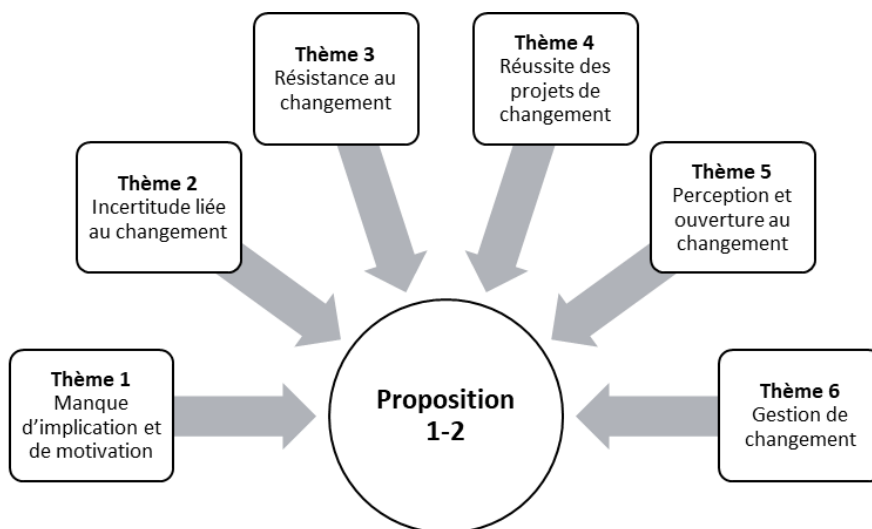 Thème 1
Manque
d'implication et
de motivation
Thème 2
Incertitude liée
au changement
Thème 3
Résistance au
changement
Thème 4
Réussite des
projets de
changement
Thème 5
Perception et
ouverture au
changement
Thème 6
Gestion de
changement
Proposition
1-2